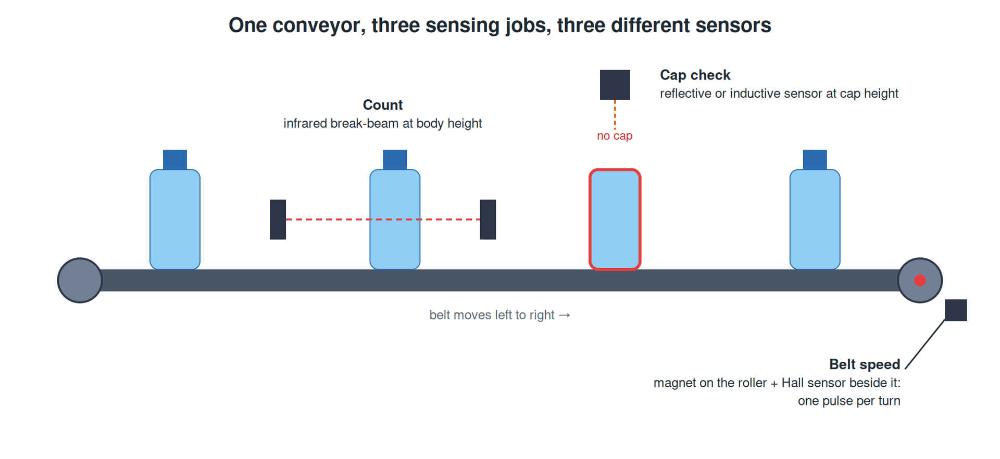 One conveyor, three sensing jobs, three different sensors
Cap check
reflective or inductive sensor at cap height
Count
infrared break-beam at body height
no cap
belt moves left to right →
Belt speed
magnet on the roller + Hall sensor beside it:
one pulse per turn